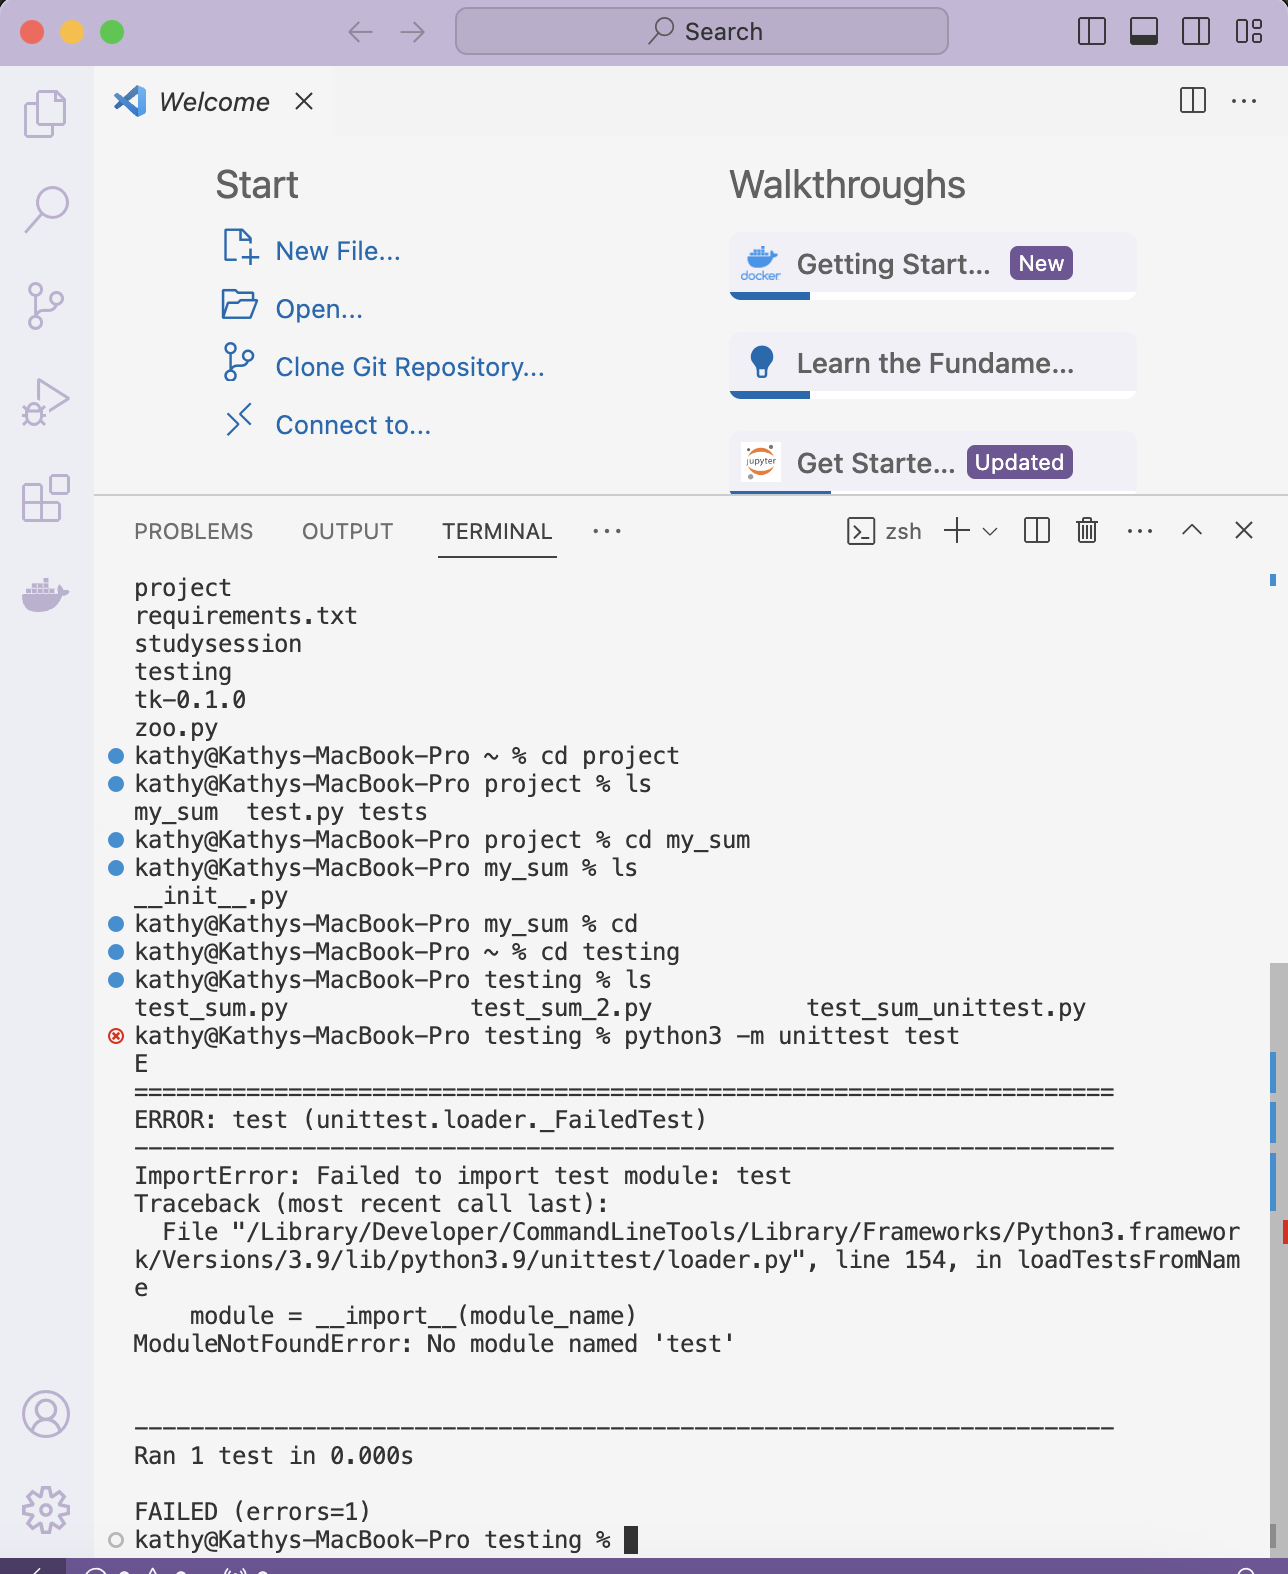 Search
Welcome
Start
New File...
Open...
Clone Git Repository...
Connect to...
Walkthroughs
docker
Getting Start... New
Learn the Fundame...
jupyter
Get Starte... Updated
PROBLEMS OUTPUT TERMINAL ... zsh
project
requirements.txt
studysession
testing
tk-0.1.0
zoo.py
kathy@Kathys-MacBook-Pro ~ % cd project
kathy@Kathys-MacBook-Pro project % ls
my_sum  test.py tests
kathy@Kathys-MacBook-Pro project % cd my_sum
kathy@Kathys-MacBook-Pro my_sum % ls
__init__.py
kathy@Kathys-MacBook-Pro my_sum % cd
kathy@Kathys-MacBook-Pro ~ % cd testing
kathy@Kathys-MacBook-Pro testing % ls
test_sum.py             test_sum_2.py           test_sum_unittest.py
kathy@Kathys-MacBook-Pro testing % python3 -m unittest test
E
======================================================================
ERROR: test (unittest.loader._FailedTest)
----------------------------------------------------------------------
ImportError: Failed to import test module: test
Traceback (most recent call last):
  File "/Library/Developer/CommandLineTools/Library/Frameworks/Python3.framewor
k/Versions/3.9/lib/python3.9/unittest/loader.py", line 154, in loadTestsFromNam
e
    module = __import__(module_name)
ModuleNotFoundError: No module named 'test'
----------------------------------------------------------------------
Ran 1 test in 0.000s
FAILED (errors=1)
kathy@Kathys-MacBook-Pro testing %